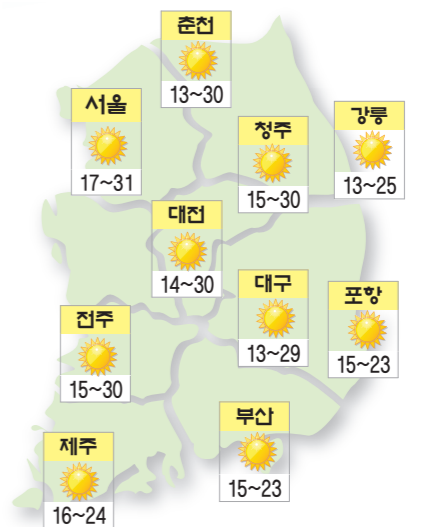 춘천
13~30
서울
17~31
강릉
13~25
청주
15~30
대전
14~30
대구
13~29
포항
15~23
전주
15~30
부산
15~23
제주
16~24